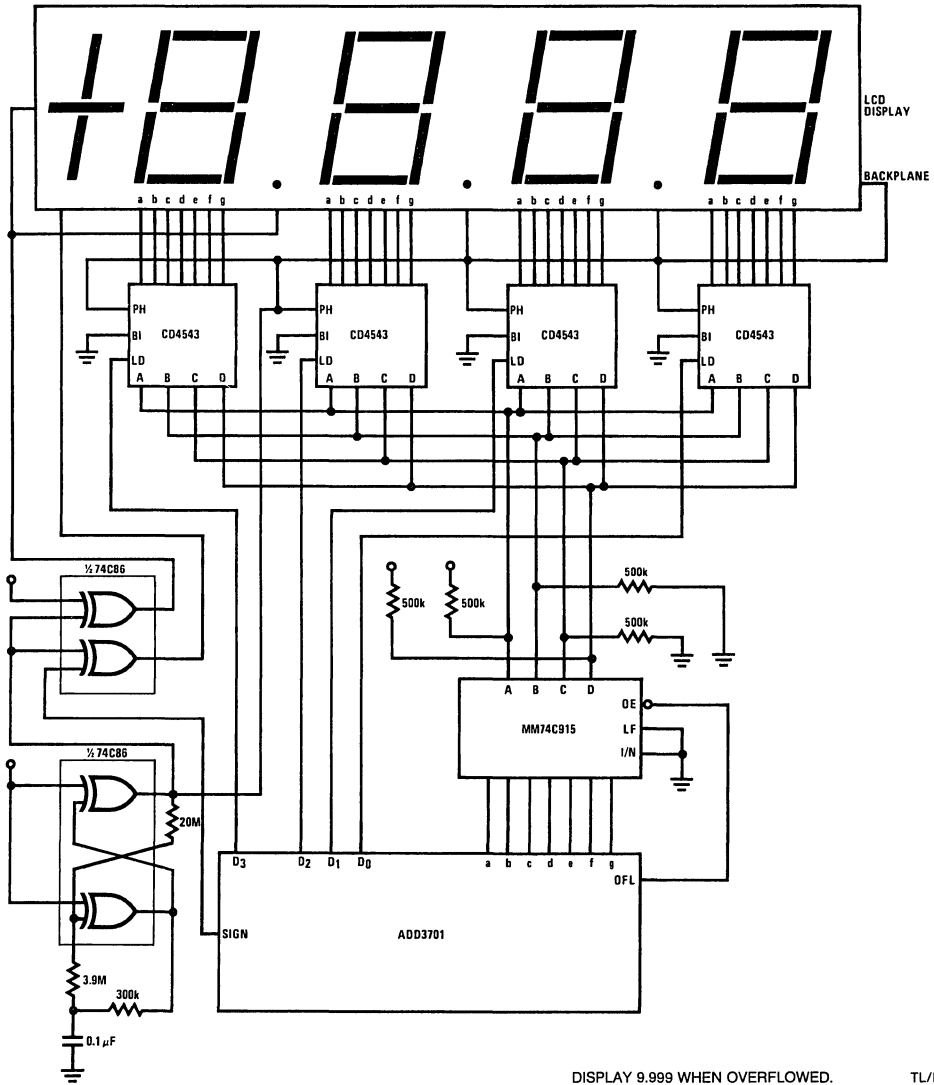 LCD
DISPLAY
BACKPLANE
a b c d e f g
a b c d e f g
a b c d e f g
a b c d e f g
PH
BI
LD
CD4543
A B C D
PH
BI
LD
CD4543
A B C D
PH
BI
LD
CD4543
A B C D
PH
BI
LD
CD4543
A B C D
½ 74C86
500k
500k
500k
500k
A B C D
OE
LF
I/N
MM74C915
½ 74C86
20M
D3 D2 D1 D0
a b c d e f g
OFL
SIGN
ADD3701
3.9M
300k
0.1 µF
DISPLAY 9.999 WHEN OVERFLOWED.